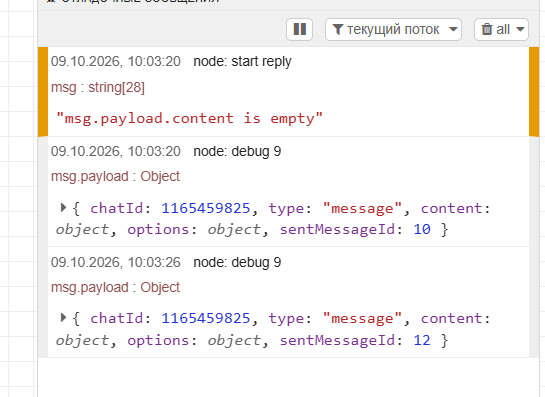 отладочные сообщения
текущий поток
all
09.10.2026, 10:03:20 node: start reply
msg : string[28]
"msg.payload.content is empty"
09.10.2026, 10:03:20 node: debug 9
msg.payload : Object
{ chatId: 1165459825, type: "message", content:
object, options: object, sentMessageId: 10 }
09.10.2026, 10:03:26 node: debug 9
msg.payload : Object
{ chatId: 1165459825, type: "message", content:
object, options: object, sentMessageId: 12 }